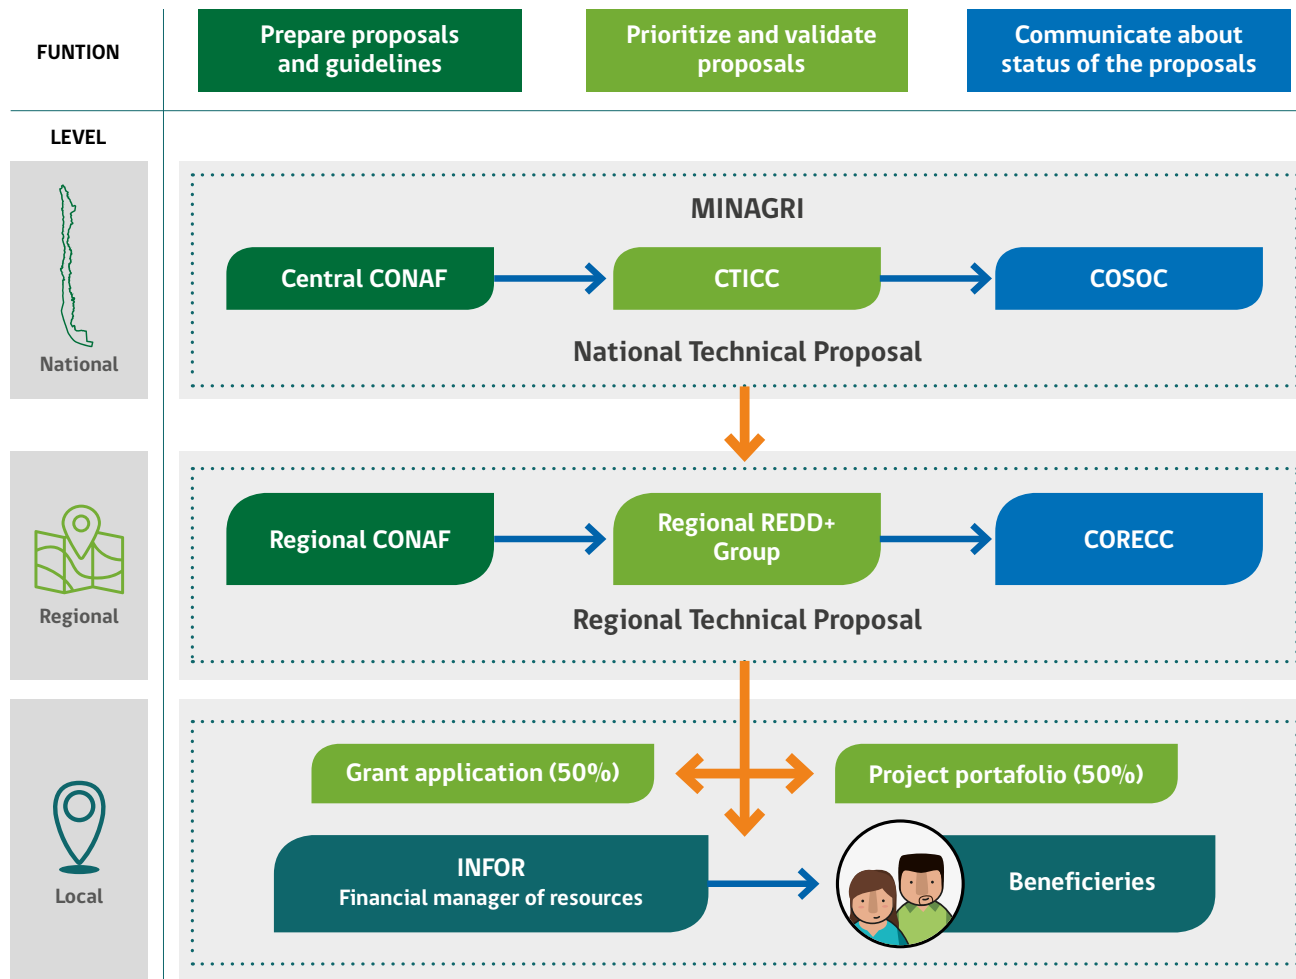 FUNTION
Prepare proposals
and guidelines
Prioritize and validate
proposals
Communicate about
status of the proposals
LEVEL
National
MINAGRI
Central CONAF
CTICC
COSOC
National Technical Proposal
Regional
Regional CONAF
Regional REDD+
Group
CORECC
Regional Technical Proposal
Local
Grant application (50%)
Project portafolio (50%)
INFOR
Financial manager of resources
Beneficieries